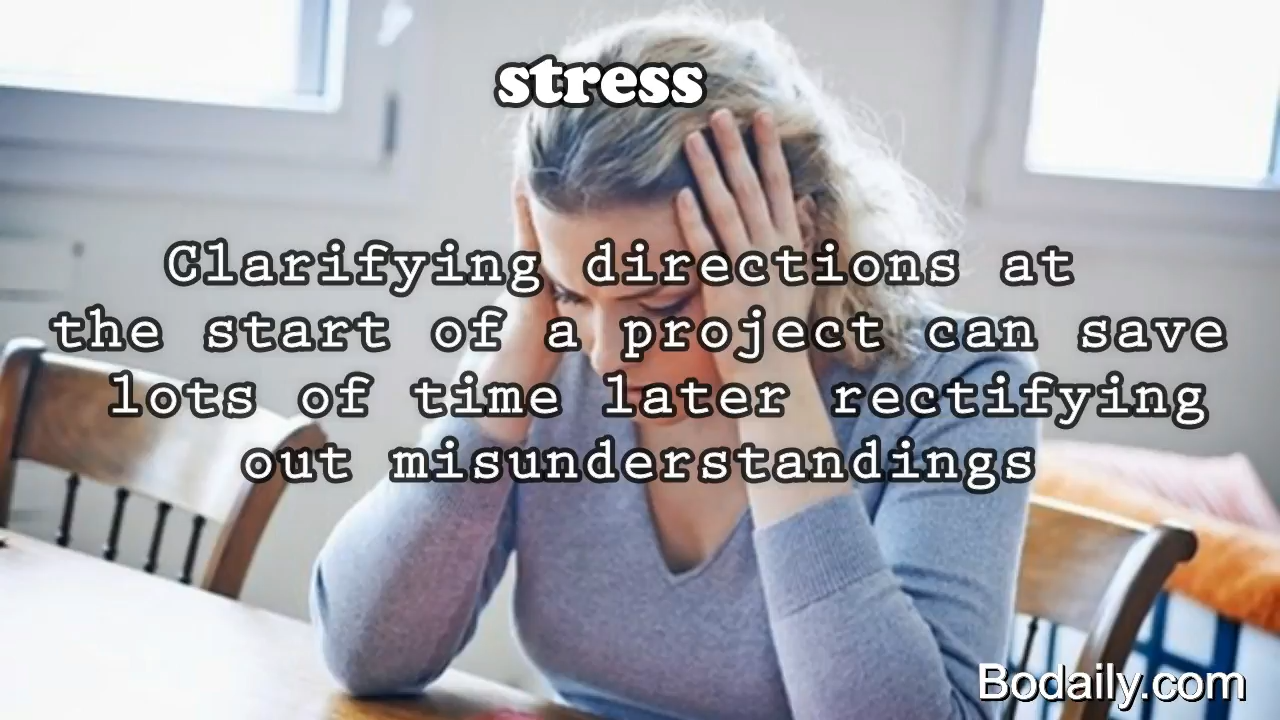 stress
Clarifying directions at
the start of a project can save
lots of time later rectifying
out misunderstandings
Bodaily.com